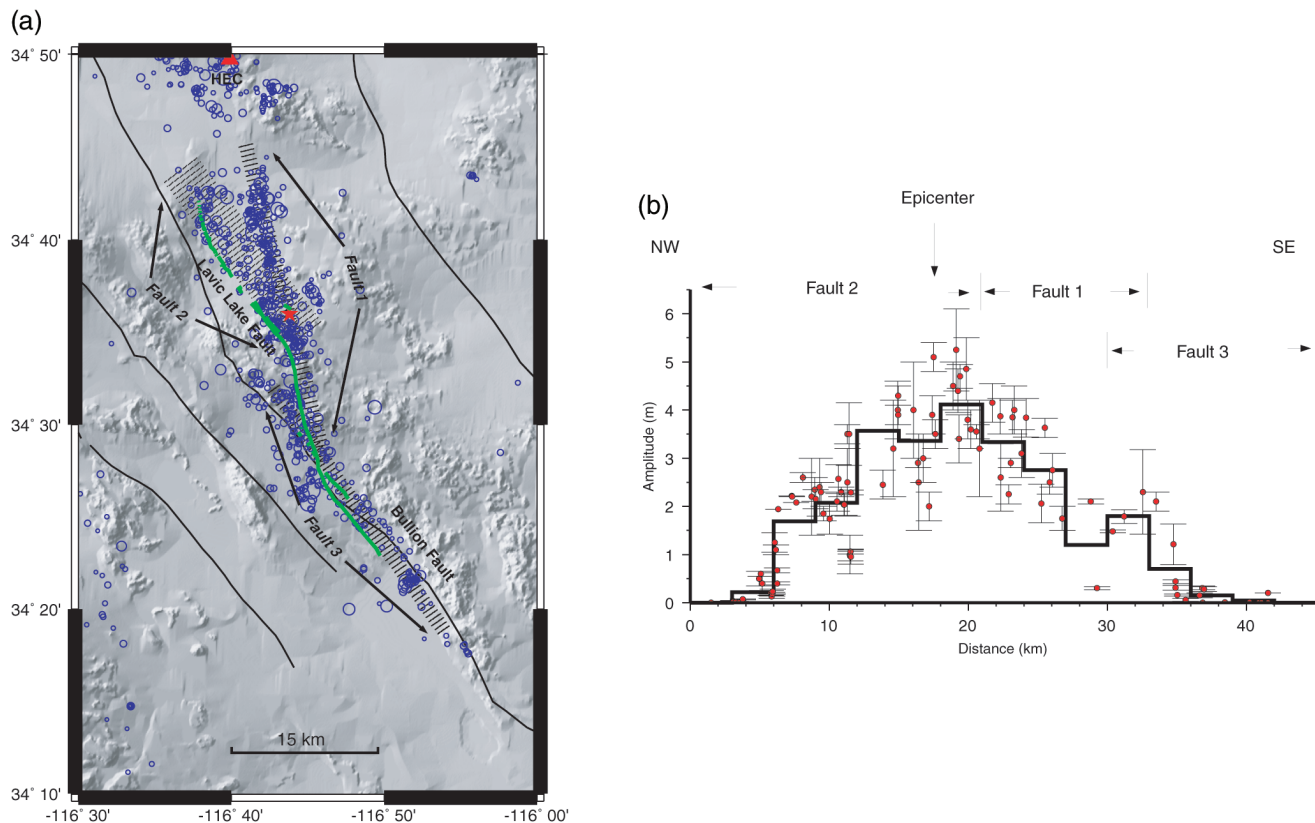 (a)
34° 50'
34° 40'
34° 30'
34° 20'
34° 10'
HEC
Fault 1
Lavic Lake Fault
Fault 2
Bullion Fault
Fault 3
15 km
-116° 30'
-116° 40'
-116° 50'
-116° 00'
(b)
Epicenter
NW
SE
Fault 2
Fault 1
Fault 3
Amplitude (m)
6
5
4
3
2
1
0
0
10
20
30
40
Distance (km)